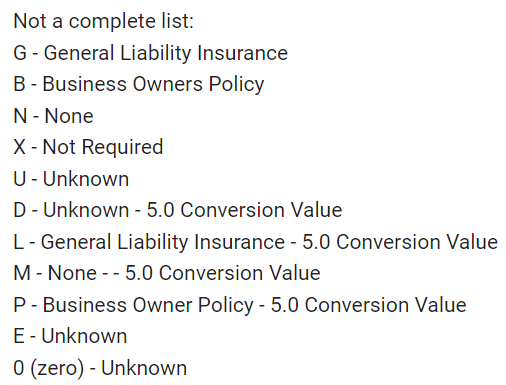 Not a complete list:
G - General Liability Insurance
B - Business Owners Policy
N - None
X - Not Required
U - Unknown
D - Unknown - 5.0 Conversion Value
L - General Liability Insurance - 5.0 Conversion Value
M - None - - 5.0 Conversion Value
P - Business Owner Policy - 5.0 Conversion Value
E - Unknown
0 (zero) - Unknown